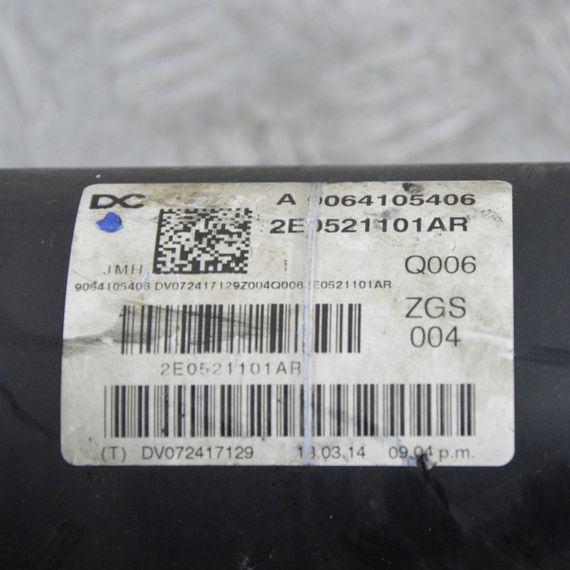 DC A 9064105406
2E0521101AR
JMH Q006
9064105406 DV072417129Z004Q006 2E0521101AR
ZGS
004
2E0521101AR
(T) DV072417129 13.03.14 09.04 p.m.